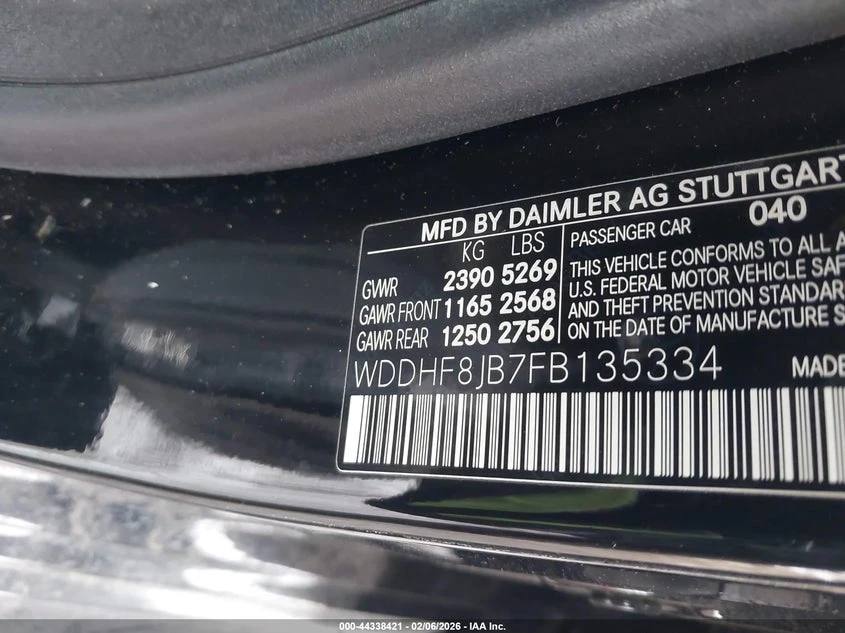 MFD BY DAIMLER AG STUTTGART
040
KG LBS
GVWR 2390 5269
GAWR FRONT 1165 2568
GAWR REAR 1250 2756
PASSENGER CAR
THIS VEHICLE CONFORMS TO ALL A
U.S. FEDERAL MOTOR VEHICLE SAF
AND THEFT PREVENTION STANDAR
ON THE DATE OF MANUFACTURE S
WDDHF8JB7FB135334
MADE
000-44338421 | 02/06/2026 - IAA Inc.